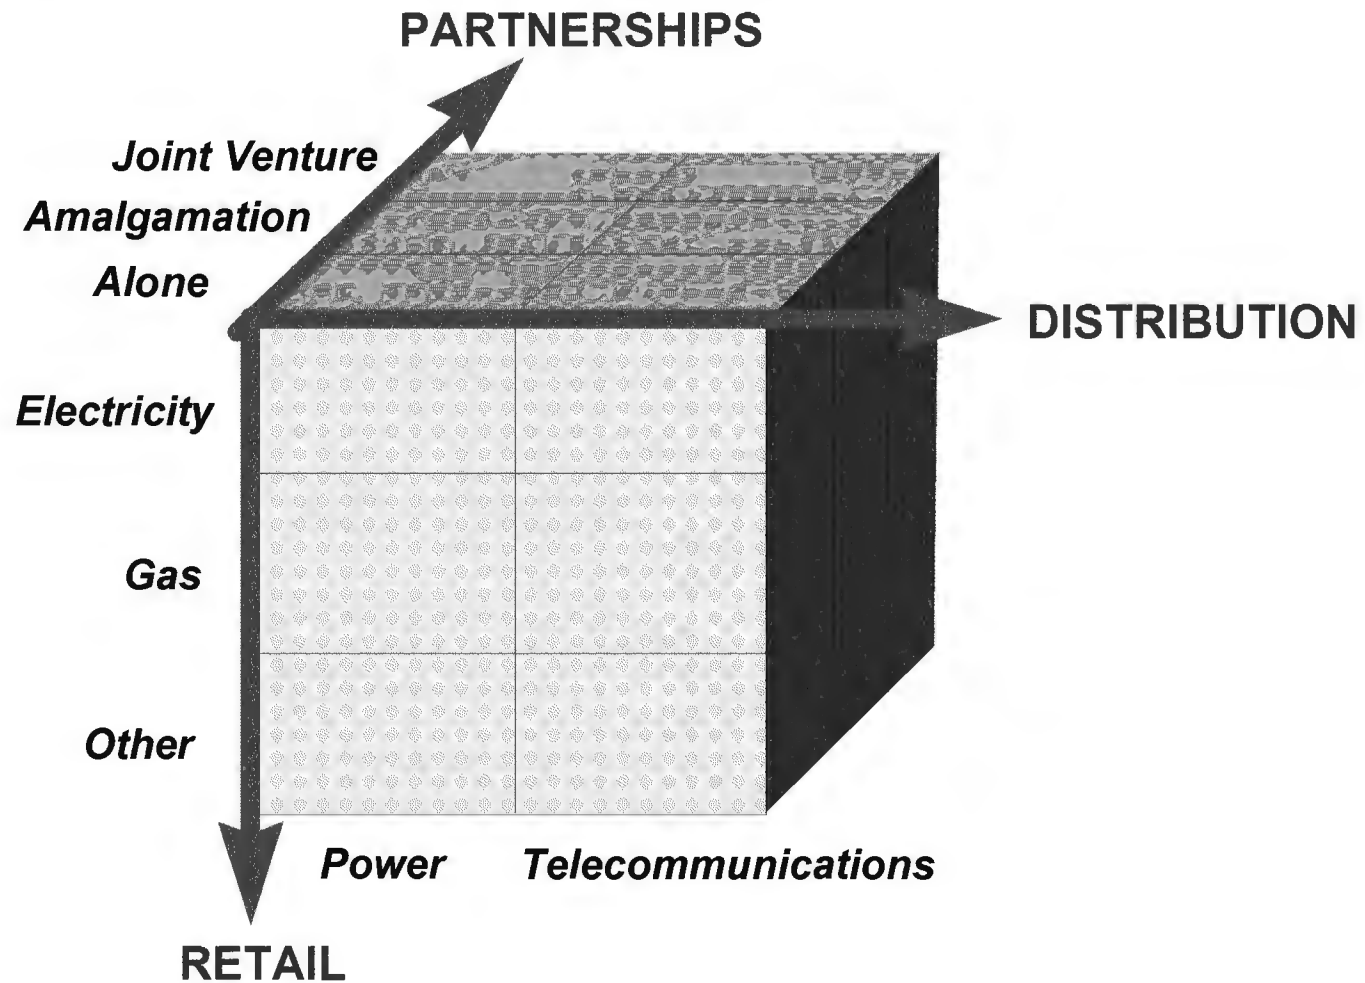 PARTNERSHIPS
Joint Venture
Amalgamation
Alone
DISTRIBUTION
Electricity
Gas
Other
Power Telecommunications
RETAIL